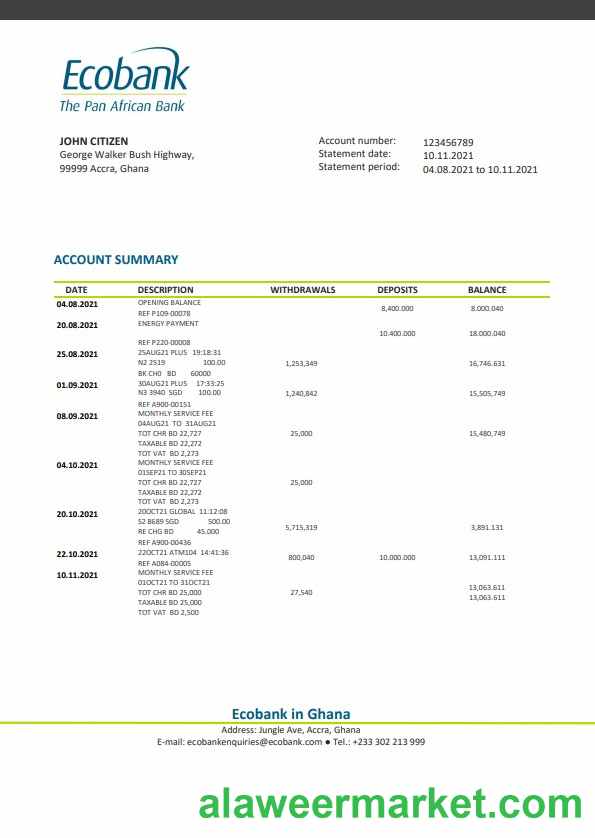 Ecobank
The Pan African Bank
JOHN CITIZEN
George Walker Bush Highway,
99999 Accra, Ghana
Account number: 123456789
Statement date: 10.11.2021
Statement period: 04.08.2021 to 10.11.2021
ACCOUNT SUMMARY
DATE DESCRIPTION WITHDRAWALS DEPOSITS BALANCE
04.08.2021 OPENING BALANCE
8,400.000 8.000.040
REF P109-00078
20.08.2021 ENERGY PAYMENT
10.400.000 18.000.040
REF P220-00008
25.08.2021 25AUG21 PLUS 19:18:31
N2 2519 100.00 1,253,349 16,746.631
BK CH0 BD 60000
01.09.2021 30AUG21 PLUS 17:33:25
N3 3940 SGD 100.00 1,240,842 15,505,749
REF A900-00151
08.09.2021 MONTHLY SERVICE FEE
04AUG21 TO 31AUG21
TOT CHR BD 22,727 25,000 15,480,749
TAXABLE BD 22,272
TOT VAT BD 2,273
04.10.2021 MONTHLY SERVICE FEE
01SEP21 TO 30SEP21
TOT CHR BD 22,727 25,000
TAXABLE BD 22,272
TOT VAT BD 2,273
20.10.2021 20OCT21 GLOBAL 11:12:08
S2 B689 SGD 500.00
5,715,319 3,891.131
RE CHG BD 45.000
REF A900-00436
22.10.2021 22OCT21 ATM104 14:41:36
800,040 10.000.000 13,091.111
REF A084-00005
10.11.2021 MONTHLY SERVICE FEE
01OCT21 TO 31OCT21
13,063.611
TOT CHR BD 25,000 27,540
13,063.611
TAXABLE BD 25,000
TOT VAT BD 2,500
Ecobank in Ghana
Address: Jungle Ave, Accra, Ghana
E-mail: ecobankenquiries@ecobank.com ● Tel.: +233 302 213 999
alaweermarket.com